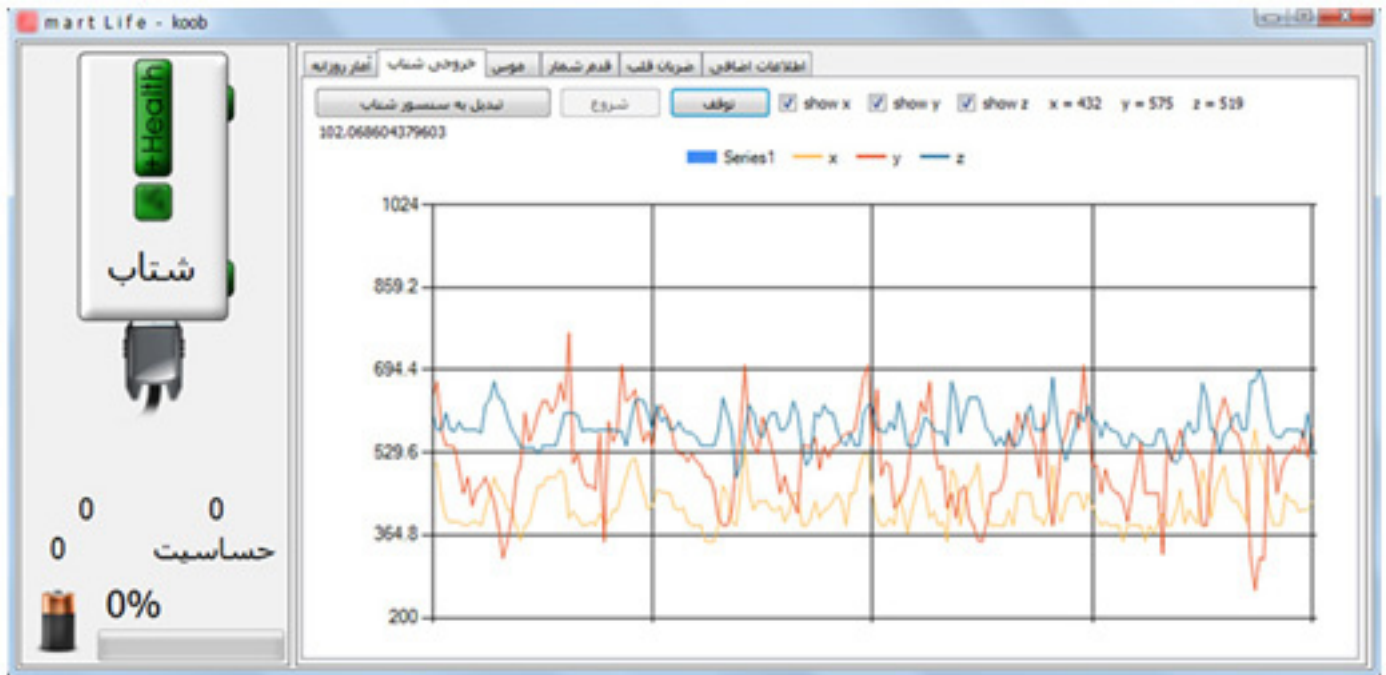 mart Life - koob
آمار روزانه
خروجی شتاب
موس
قدم شمار
ضربان قلب
اطلاعات اضافی
تبدیل به سنسور شتاب
شروع
توقف
show x show y show z x = 432 y = 575 z = 519
102.068604379603
Series1 x y z
1024
859.2
694.4
529.6
364.8
200
+Health
شتاب
0 0
0 حساسیت
0%